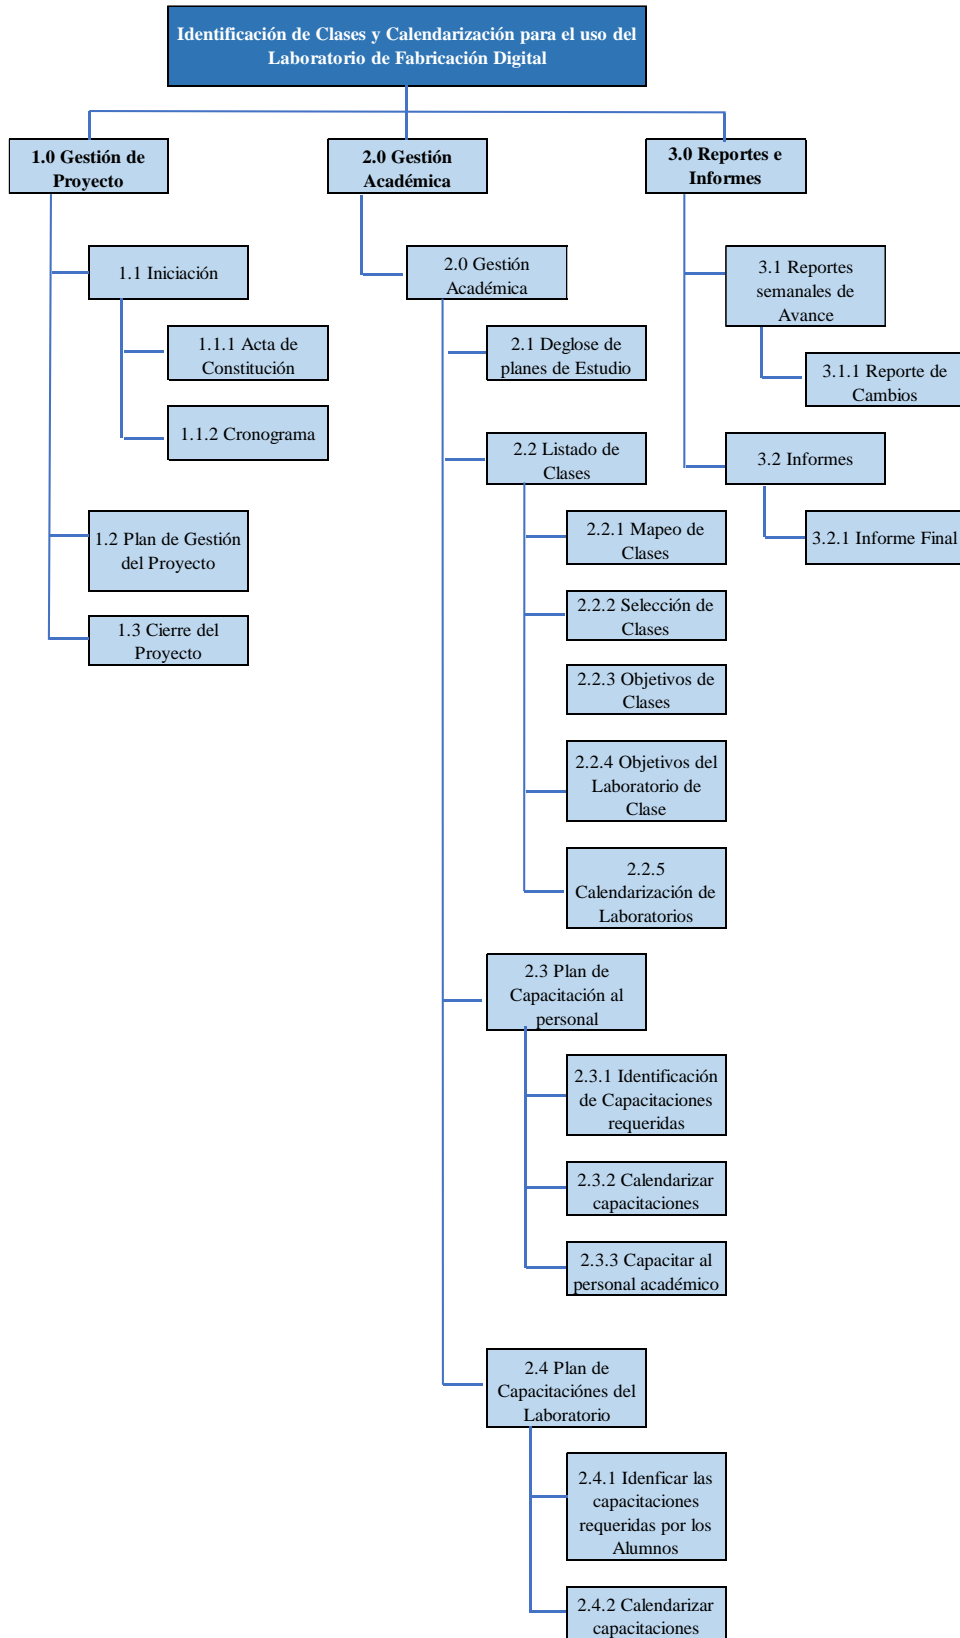 Identificación de Clases y Calendarización para el uso del
Laboratorio de Fabricación Digital
1.0 Gestión de
Proyecto
1.1 Iniciación
1.1.1 Acta de
Constitución
1.1.2 Cronograma
1.2 Plan de Gestión
del Proyecto
1.3 Cierre del
Proyecto
2.0 Gestión
Académica
2.0 Gestión
Académica
2.1 Deglose de
planes de Estudio
2.2 Listado de
Clases
2.2.1 Mapeo de
Clases
2.2.2 Selección de
Clases
2.2.3 Objetivos de
Clases
2.2.4 Objetivos del
Laboratorio de
Clase
2.2.5
Calendarización de
Laboratorios
2.3 Plan de
Capacitación al
personal
2.3.1 Identificación
de Capacitaciones
requeridas
2.3.2 Calendarizar
capacitaciones
2.3.3 Capacitar al
personal académico
2.4 Plan de
Capacitaciónes del
Laboratorio
2.4.1 Idenficar las
capacitaciones
requeridas por los
Alumnos
2.4.2 Calendarizar
capacitaciones
3.0 Reportes e
Informes
3.1 Reportes
semanales de
Avance
3.1.1 Reporte de
Cambios
3.2 Informes
3.2.1 Informe Final